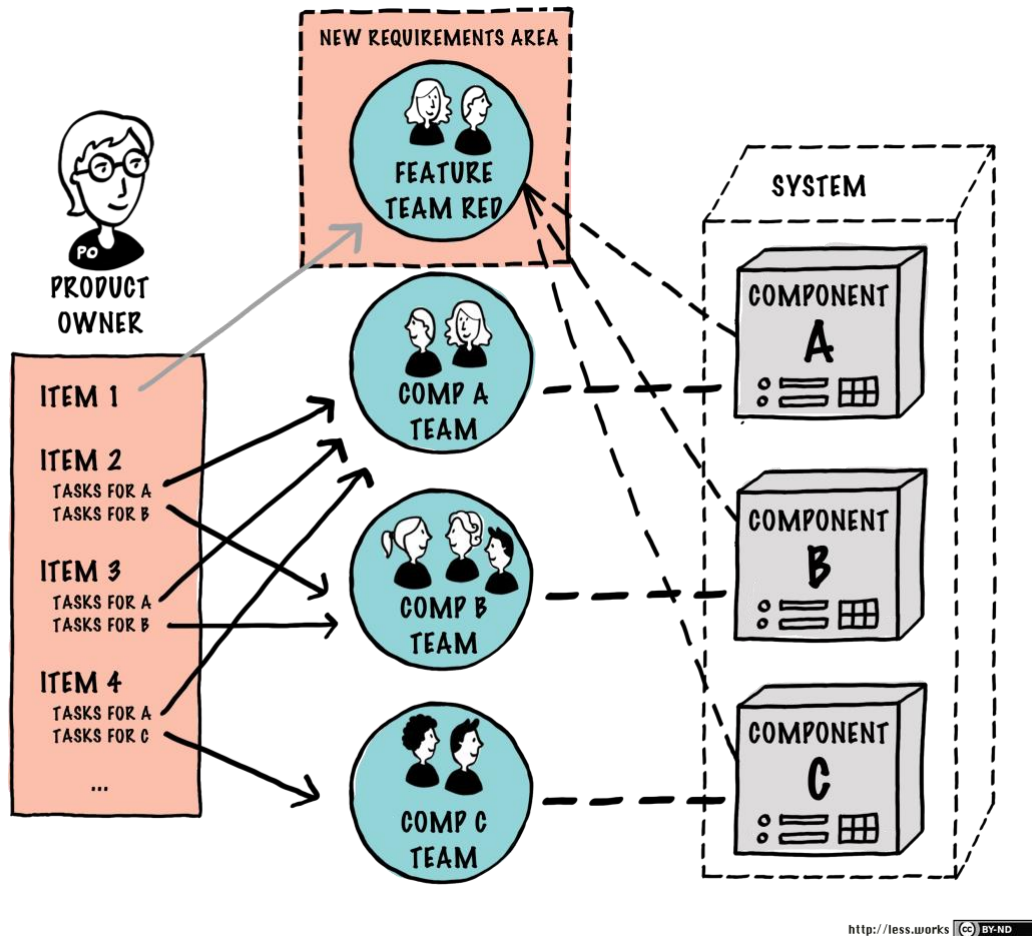 NEW REQUIREMENTS AREA
FEATURE
TEAM RED
PO
PRODUCT
OWNER
ITEM 1
ITEM 2
TASKS FOR A
TASKS FOR B
ITEM 3
TASKS FOR A
TASKS FOR B
ITEM 4
TASKS FOR A
TASKS FOR C
...
COMP A
TEAM
COMP B
TEAM
COMP C
TEAM
SYSTEM
COMPONENT
A
COMPONENT
B
COMPONENT
C
http://less.works
cc BY-ND